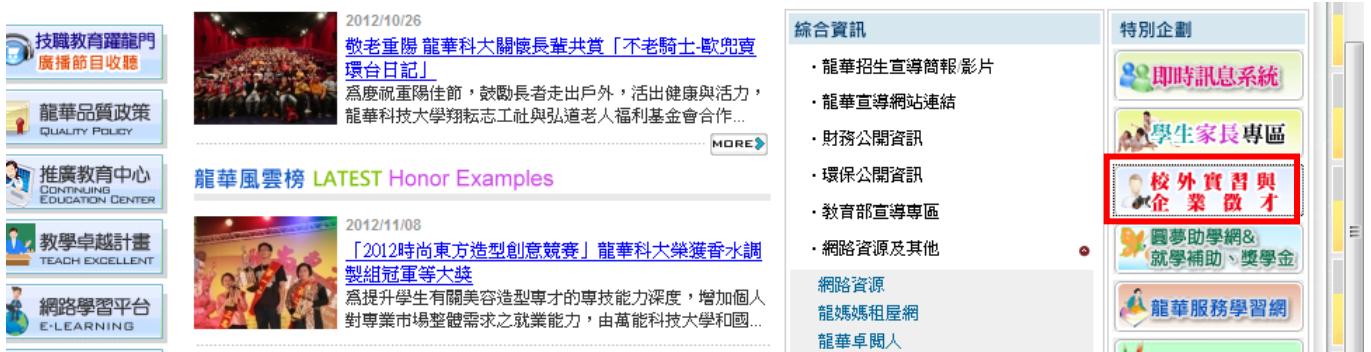 技職教育躍龍門
廣播節目收聽
龍華品質政策
QUALITY POLICY
推廣教育中心
CONTINUING
EDUCATION CENTER
教學卓越計畫
TEACH EXCELLENT
網路學習平台
E-LEARNING
2012/10/26
敬老重陽 龍華科大關懷長輩共賞「不老騎士-歐兜賣
環台日記」
為慶祝重陽佳節，鼓勵長者走出戶外，活出健康與活力，
龍華科技大學翔耘志工社與弘道老人福利基金會合作...
MORE
龍華風雲榜 LATEST Honor Examples
2012/11/08
「2012時尚東方造型創意競賽」龍華科大榮獲香水調
製組冠軍等大獎
為提升學生有關美容造型專才的專技能力深度，增加個人
對專業市場整體需求之就業能力，由萬能科技大學和國...
綜合資訊
・龍華招生宣導簡報/影片
・龍華宣導網站連結
・財務公開資訊
・環保公開資訊
・教育部宣導專區
・網路資源及其他
網路資源
龍媽媽租屋網
龍華卓閱人
特別企劃
即時訊息系統
學生家長專區
校外實習與
企業徵才
圓夢助學網&
就學補助、獎學金
龍華服務學習網